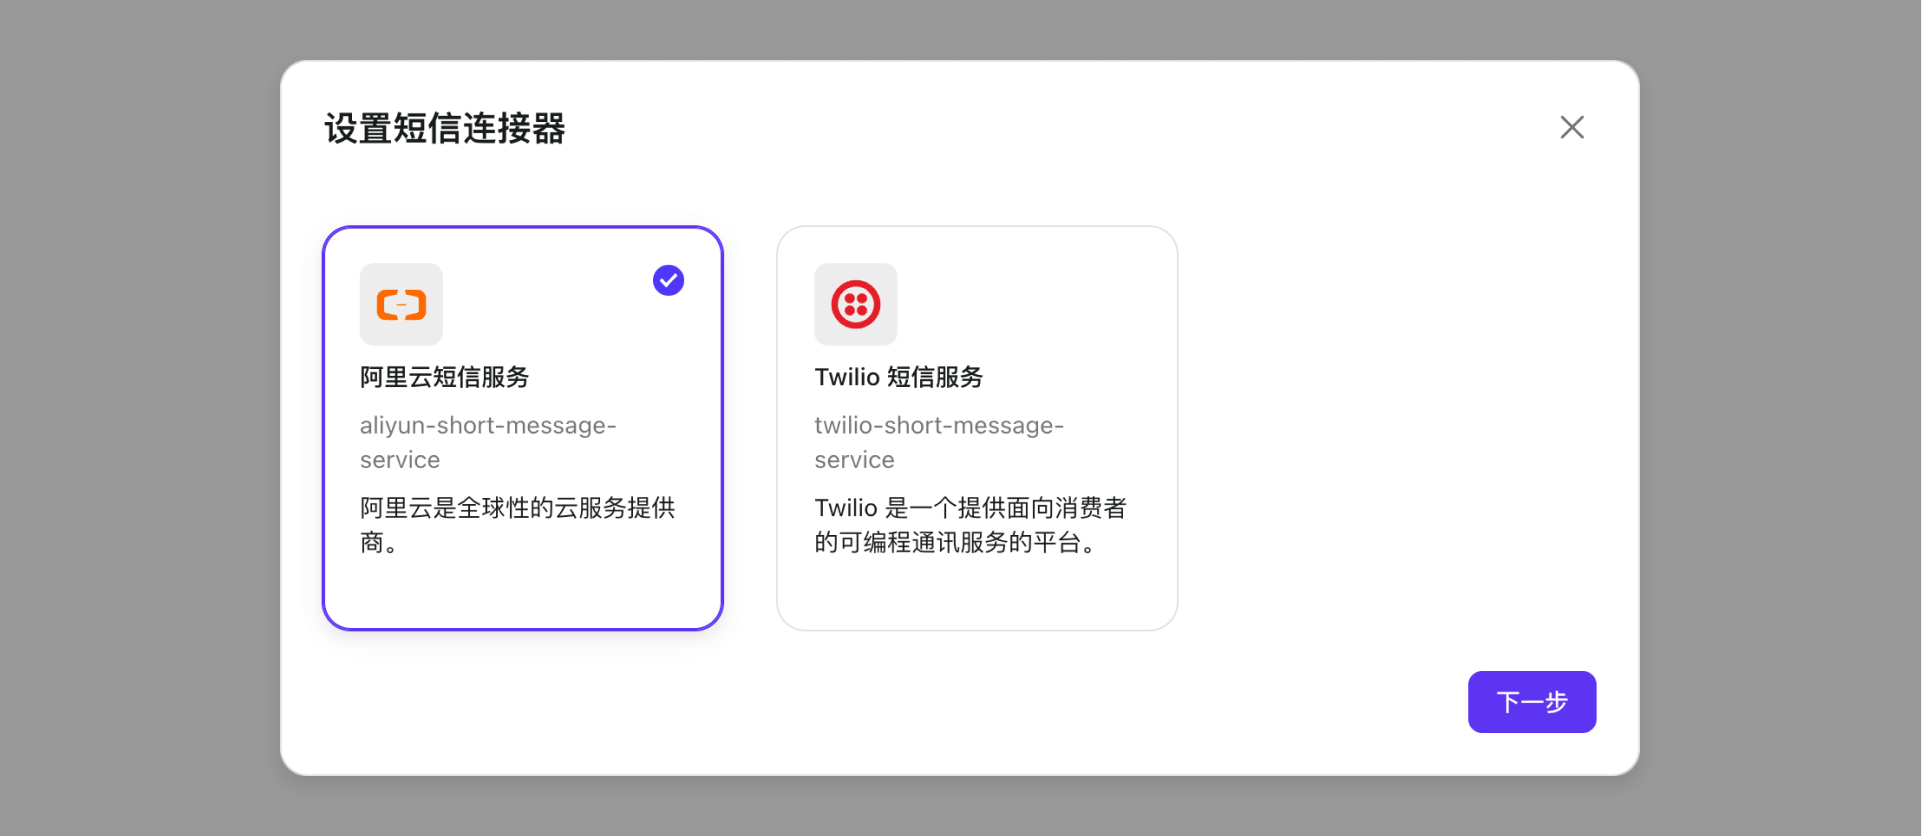 设置短信连接器
阿里云短信服务
aliyun-short-message-
service
阿里云是全球性的云服务提供
商。
Twilio 短信服务
twilio-short-message-
service
Twilio 是一个提供面向消费者
的可编程通讯服务的平台。
下一步